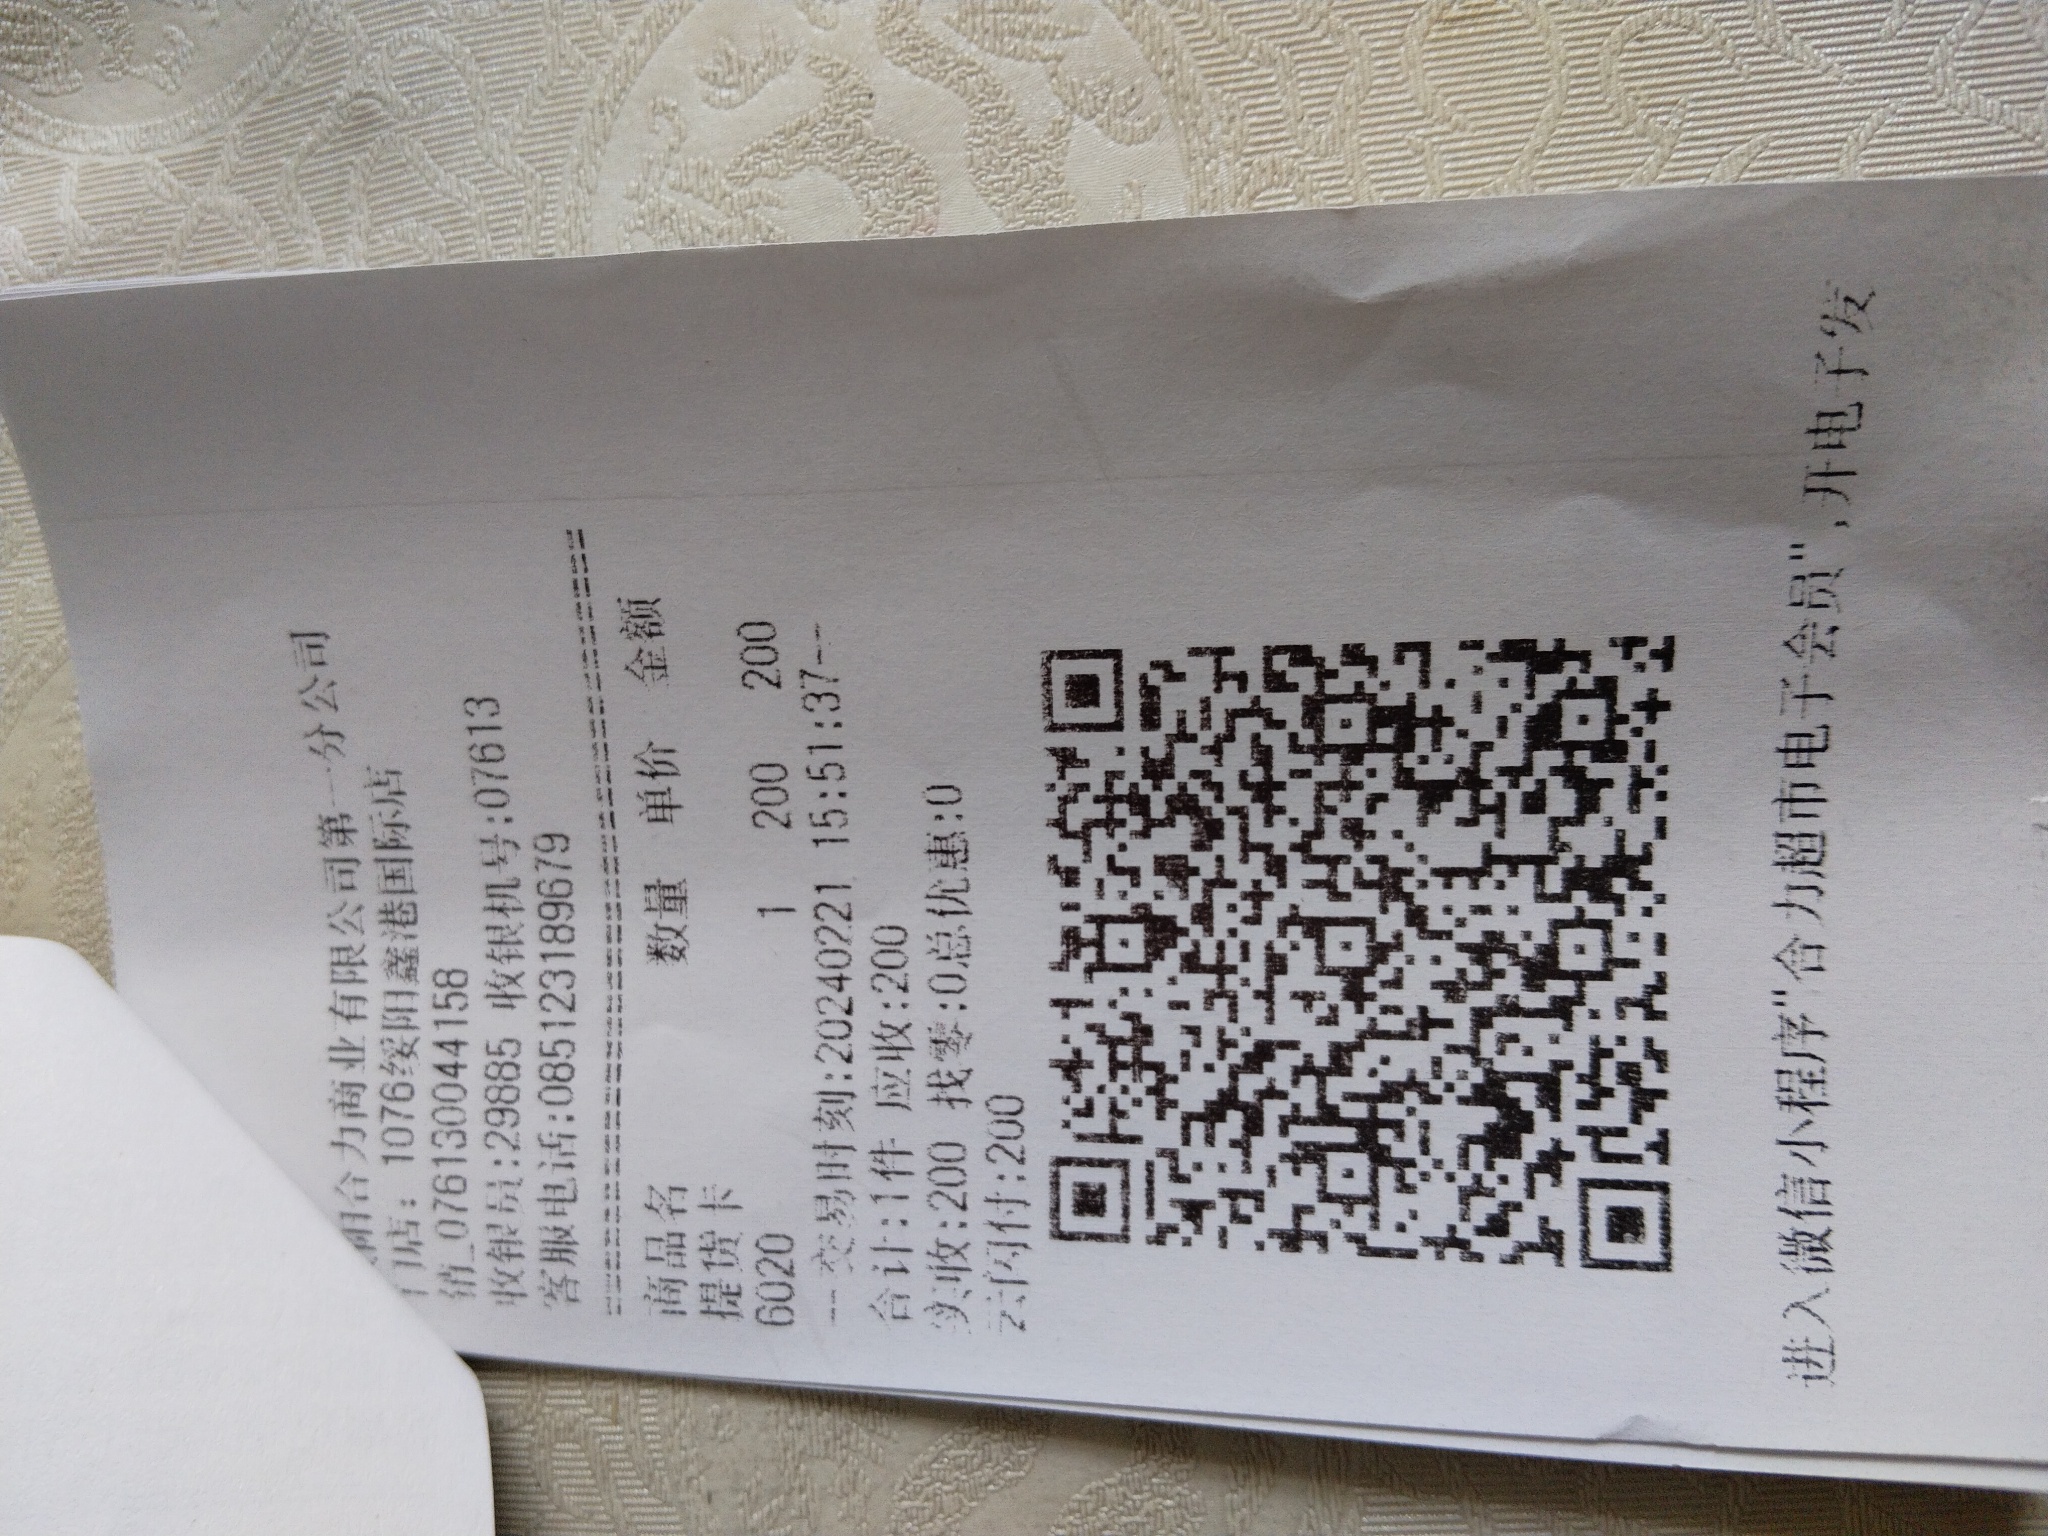 阳合力商业有限公司第一分公司
门店: 1076绥阳鑫港国际店
销_076130044158
收银员:29885 收银机号:07613
客服电话:085123189679
商品名 数量 单价 金额
提货卡
6020 1 200 200
--交易时刻:20240221 15:51:37--
合计:1件 应收:200
实收:200 找零:0总优惠:0
云闪付:200
进入微信小程序"合力超市电子会员",开电子发